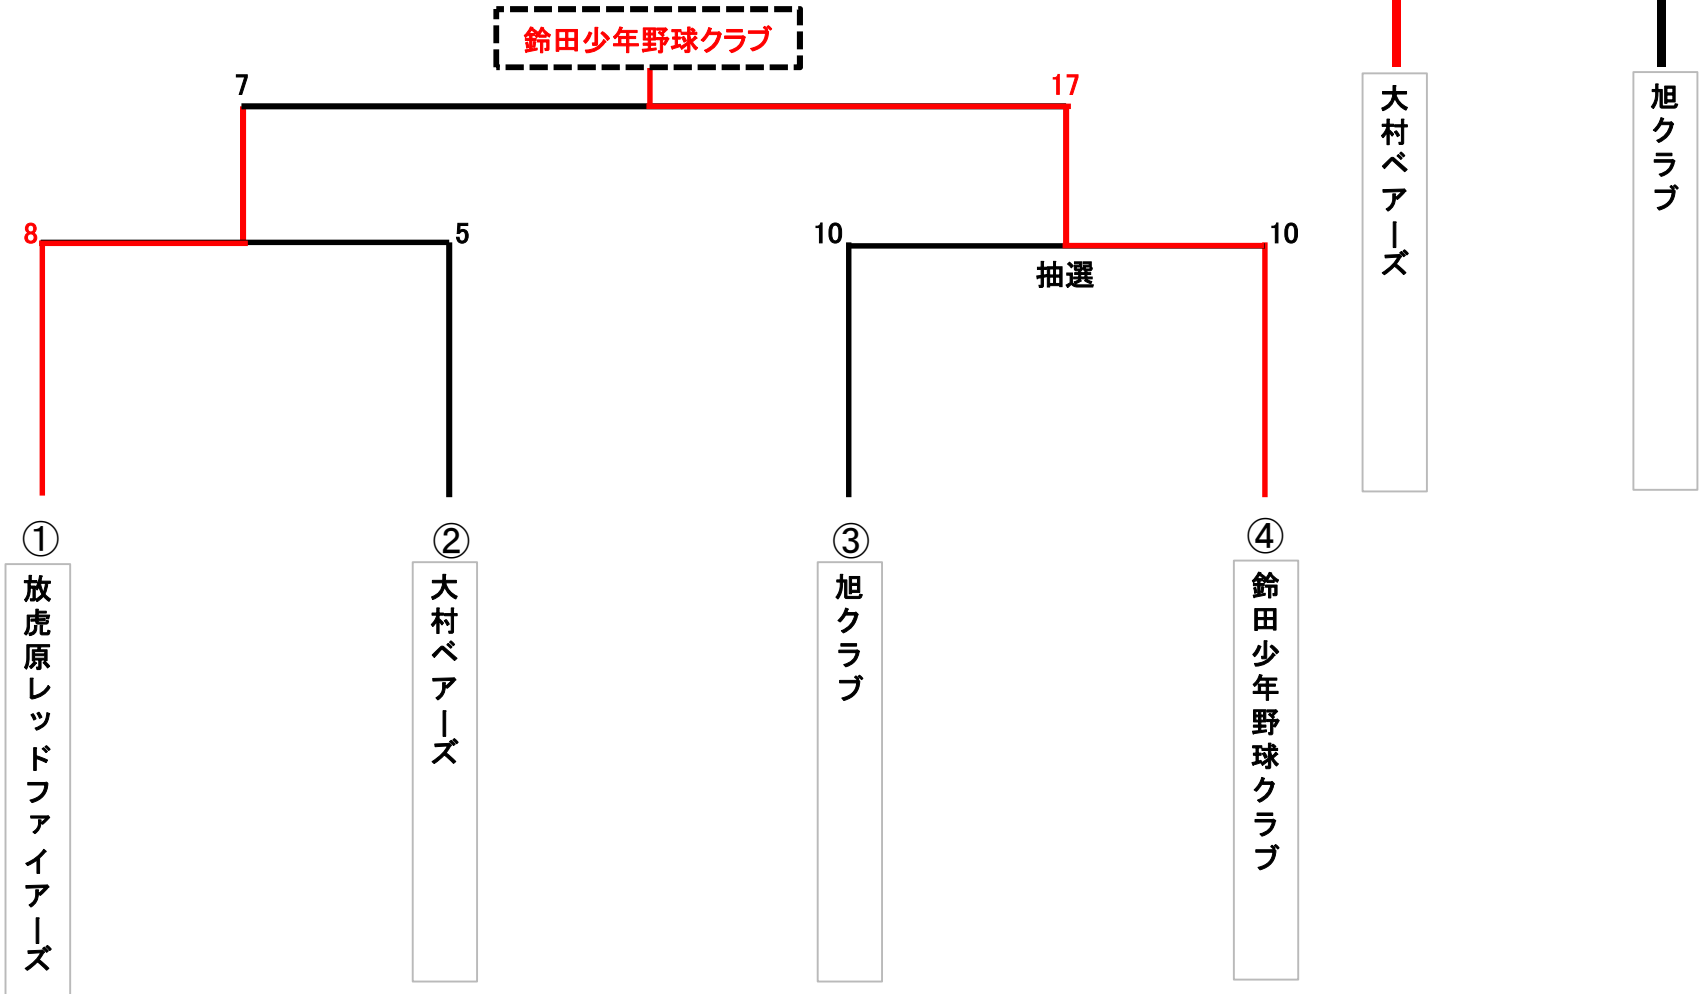 鈴田少年野球クラブ
7
17
8
5
10
10
抽選
大村ベアーズ
旭クラブ
①
②
③
④
放虎原レッドファイアーズ
大村ベアーズ
旭クラブ
鈴田少年野球クラブ